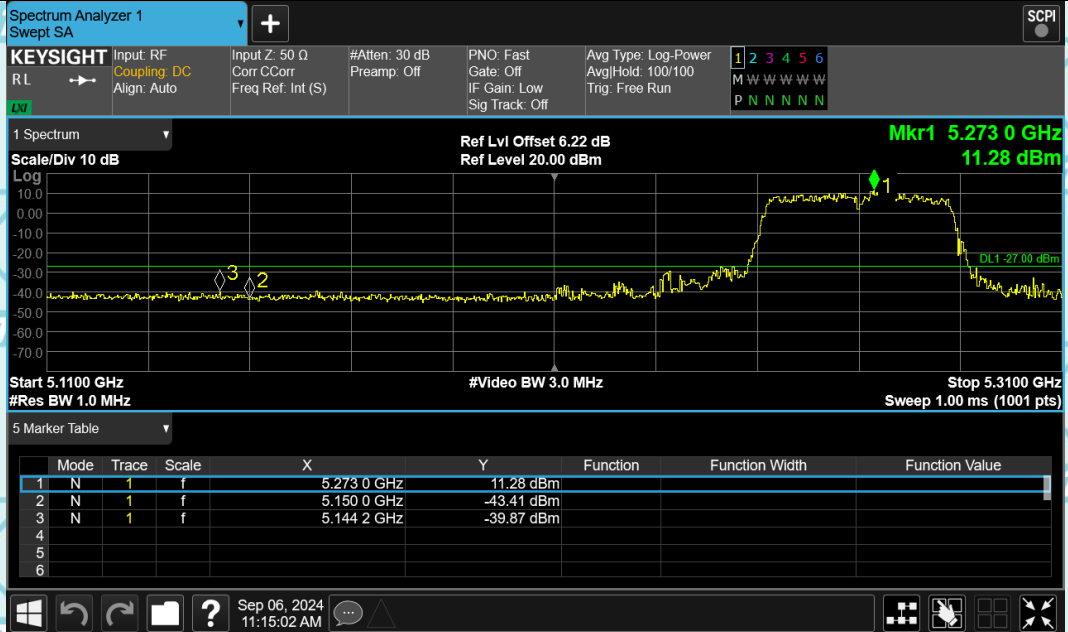 Spectrum Analyzer 1
Swept SA
SCPI
KEYSIGHT Input: RF Input Z: 50 Ω #Atten: 30 dB PNO: Fast Avg Type: Log-Power 1 2 3 4 5 6
R L Coupling: DC Corr CCorr Preamp: Off Gate: Off Avg|Hold: 100/100 M W W W W W
Align: Auto Freq Ref: Int (S) IF Gain: Low Trig: Free Run P N N N N N N
LXI Sig Track: Off
1 Spectrum
Scale/Div 10 dB
Ref Lvl Offset 6.22 dB
Ref Level 20.00 dBm
Mkr1 5.273 0 GHz
11.28 dBm
Log
10.0
0.00
-10.0
-20.0
-30.0
-40.0
-50.0
-60.0
-70.0
1
3
2
DL1 -27.00 dBm
Start 5.1100 GHz #Video BW 3.0 MHz Stop 5.3100 GHz
#Res BW 1.0 MHz Sweep 1.00 ms (1001 pts)
5 Marker Table
Mode Trace Scale X Y Function Function Width Function Value
1 N 1 f 5.273 0 GHz 11.28 dBm
2 N 1 f 5.150 0 GHz -43.41 dBm
3 N 1 f 5.144 2 GHz -39.87 dBm
4
5
6
?
Sep 06, 2024
11:15:02 AM